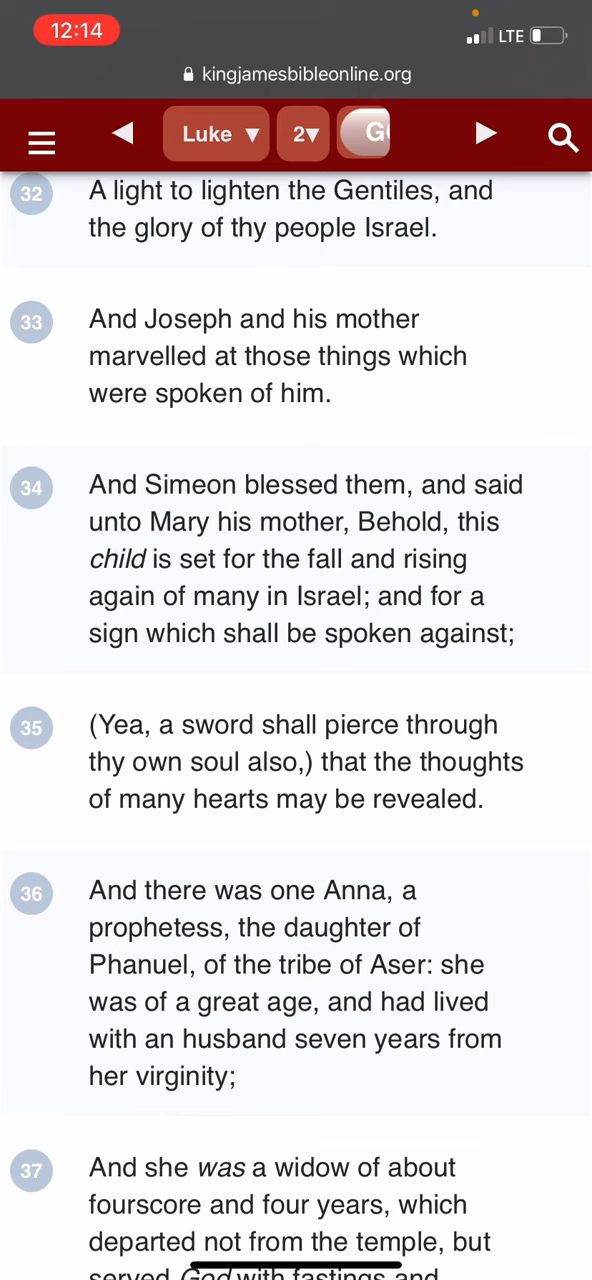 12:14
LTE
kingjamesbibleonline.org
Luke ▼ 2▼ G
32 A light to lighten the Gentiles, and
the glory of thy people Israel.
33 And Joseph and his mother
marvelled at those things which
were spoken of him.
34 And Simeon blessed them, and said
unto Mary his mother, Behold, this
child is set for the fall and rising
again of many in Israel; and for a
sign which shall be spoken against;
35 (Yea, a sword shall pierce through
thy own soul also,) that the thoughts
of many hearts may be revealed.
36 And there was one Anna, a
prophetess, the daughter of
Phanuel, of the tribe of Aser: she
was of a great age, and had lived
with an husband seven years from
her virginity;
37 And she was a widow of about
fourscore and four years, which
departed not from the temple, but
served God with fastings and